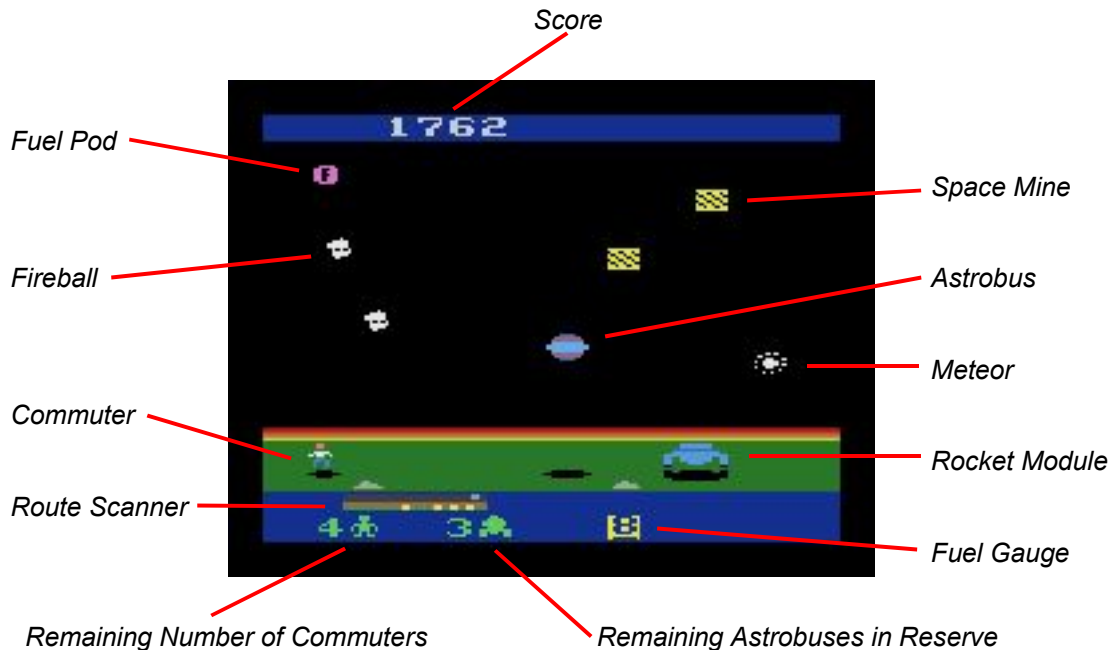 Score
1762
Fuel Pod
F
Space Mine
Fireball
Astrobus
Meteor
Commuter
Rocket Module
Route Scanner
4 3 8
Fuel Gauge
Remaining Number of Commuters
Remaining Astrobuses in Reserve